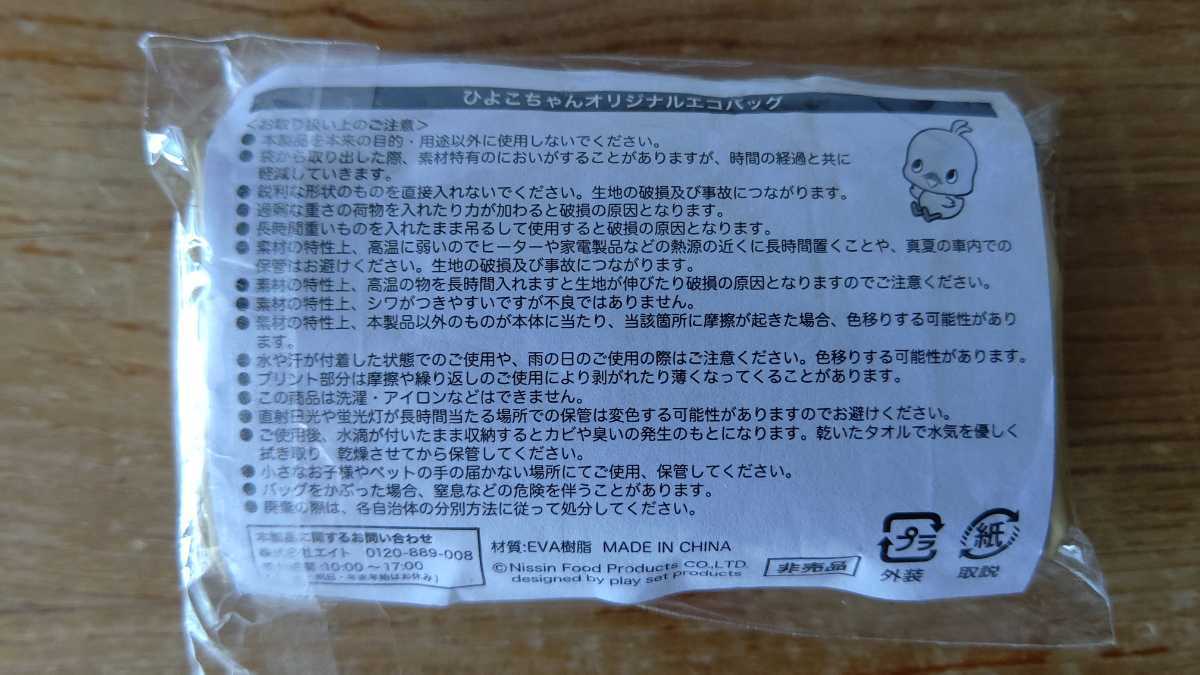 ひよこちゃんオリジナルエコバッグ
<お取り扱い上のご注意>
● 本製品を本来の目的・用途以外に使用しないでください。
● 袋から取り出した際、素材特有のにおいがすることがありますが、時間の経過と共に
軽減していきます。
● 鋭利な形状のものを直接入れないでください。生地の破損及び事故につながります。
● 過剰な重さの荷物を入れたり力が加わると破損の原因となります。
● 長時間重いものを入れたまま吊るして使用すると破損の原因となります。
● 素材の特性上、高温に弱いのでヒーターや家電製品などの熱源の近くに長時間置くことや、真夏の車内での
保管はお避けください。生地の破損及び事故につながります。
● 素材の特性上、高温の物を長時間入れますと生地が伸びたり破損の原因となりますのでご注意ください。
● 素材の特性上、シワがつきやすいですが不良ではありません。
● 素材の特性上、本製品以外のものが本体に当たり、当該箇所に摩擦が起きた場合、色移りする可能性があり
ます。
● 水や汗が付着した状態でのご使用や、雨の日のご使用の際はご注意ください。色移りする可能性があります。
● プリント部分は摩擦や繰り返しのご使用により剥がれたり薄くなってくることがあります。
● この商品は洗濯・アイロンなどはできません。
● 直射日光や蛍光灯が長時間当たる場所での保管は変色する可能性がありますのでお避けください。
● ご使用後、水滴が付いたまま収納するとカビや臭いの発生のもとになります。乾いたタオルで水気を優しく
拭き取り 乾燥させてから保管してください。
● 小さなお子様やペットの手の届かない場所にてご使用、保管してください。
● バッグをかぶった場合、窒息などの危険を伴うことがあります。
● 廃棄の際は、各自治体の分別方法に従って処分してください。
本製品に関するお問い合わせ
株式会社エイト 0120-889-008
10:00〜17:00
祝日・年末年始はお休み)
材質:EVA樹脂 MADE IN CHINA
©Nissin Food Products CO.,LTD.
designed by play set products
非売品
プラ
外装
紙
取説